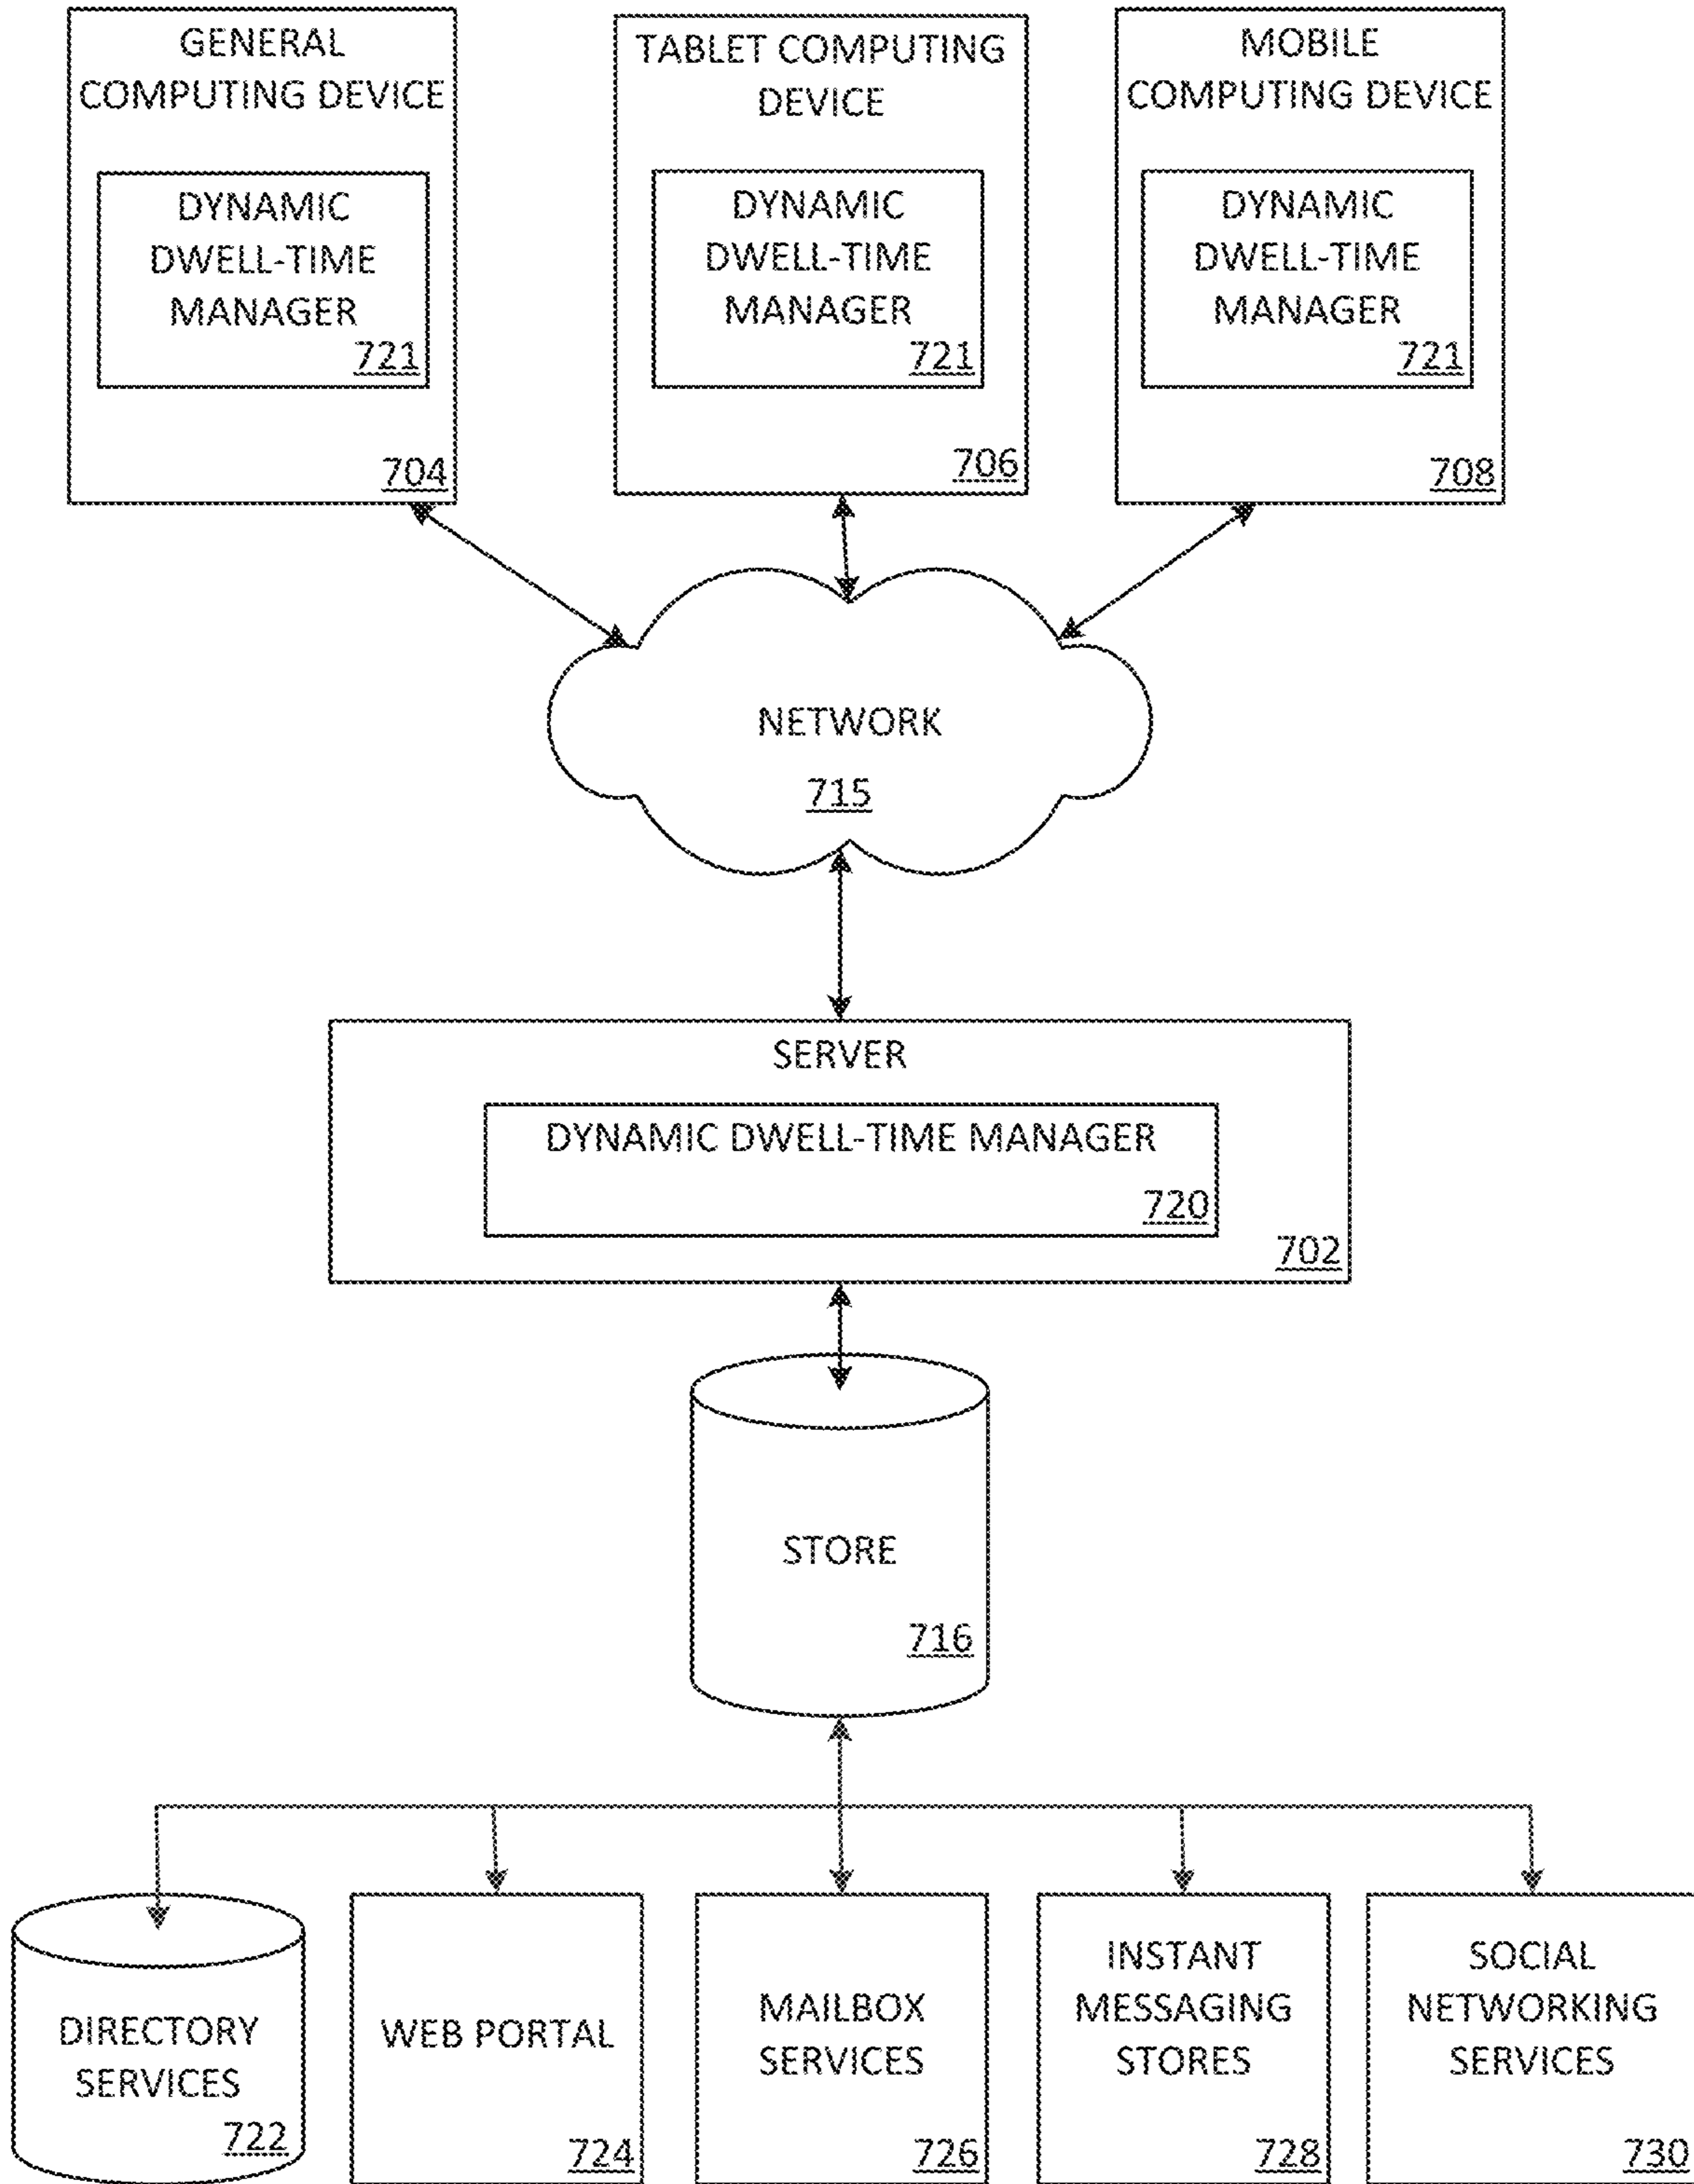 GENERAL
COMPUTING DEVICE
DYNAMIC
DWELL-TIME
MANAGER
721
704
TABLET COMPUTING
DEVICE
DYNAMIC
DWELL-TIME
MANAGER
721
706
MOBILE
COMPUTING DEVICE
DYNAMIC
DWELL-TIME
MANAGER
721
708
NETWORK
715
SERVER
DYNAMIC DWELL-TIME MANAGER
720
702
STORE
716
DIRECTORY
SERVICES
722
WEB PORTAL
724
MAILBOX
SERVICES
726
INSTANT
MESSAGING
STORES
728
SOCIAL
NETWORKING
SERVICES
730